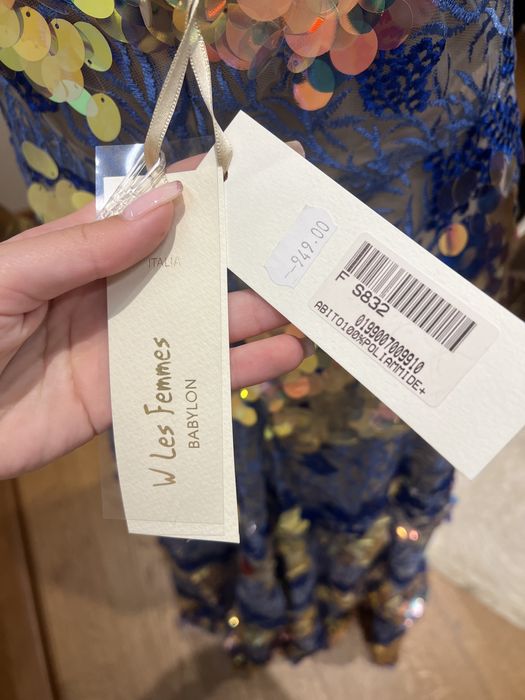 ITALIA
W Les Femmes
BABYLON
--949.00
F S832
0199007009910
ABITO100%POLIAMMIDE+